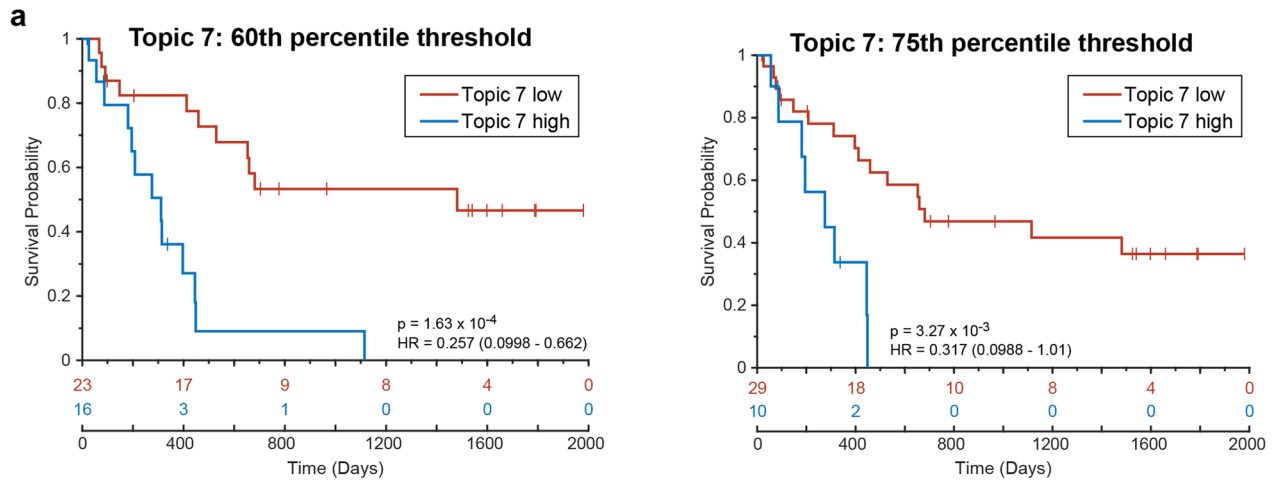 a
Topic 7: 60th percentile threshold
Topic 7 low
Topic 7 high
Survival Probability
1
0.8
0.6
0.4
0.2
0
p = 1.63 x 10-4
HR = 0.257 (0.0998 - 0.662)
23 17 9 8 4 0
16 3 1 0 0 0
0 400 800 1200 1600 2000
Time (Days)
Topic 7: 75th percentile threshold
Topic 7 low
Topic 7 high
Survival Probability
1
0.8
0.6
0.4
0.2
0
p = 3.27 x 10-3
HR = 0.317 (0.0988 - 1.01)
29 18 10 8 4 0
10 2 0 0 0 0
0 400 800 1200 1600 2000
Time (Days)